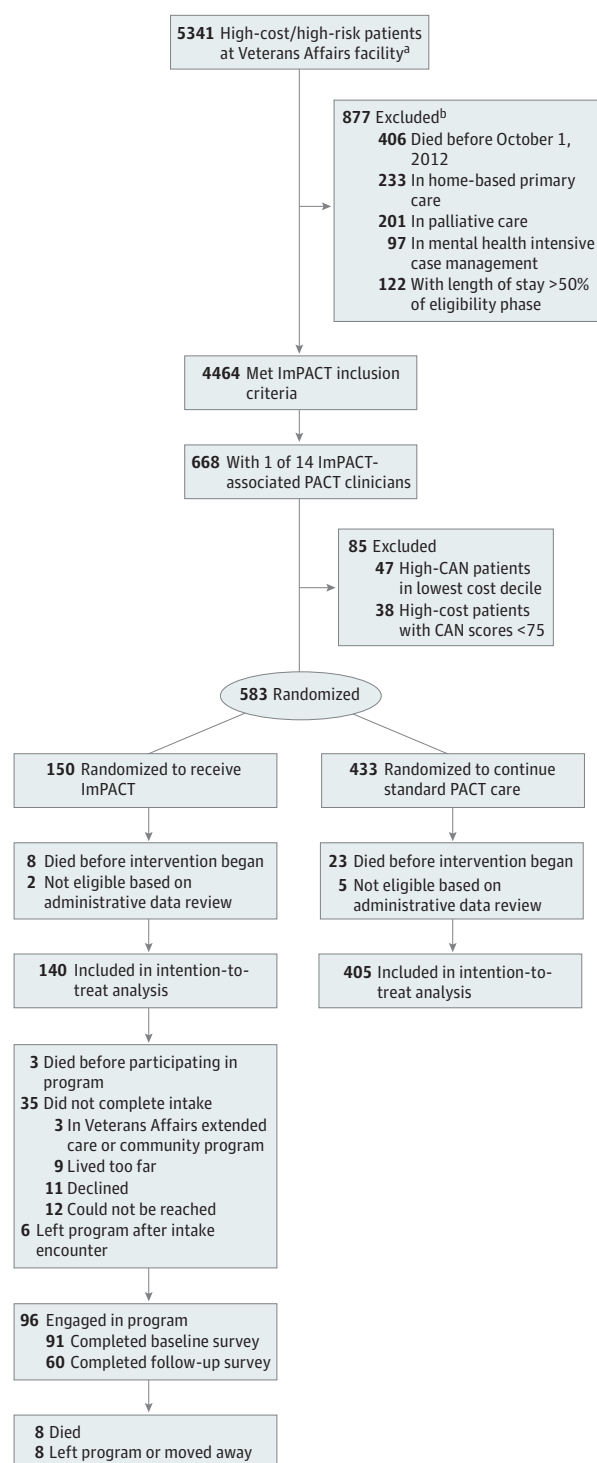 5341 High-cost/high-risk patients
at Veterans Affairs facilityᵃ
877 Excludedᵇ
406 Died before October 1,
2012
233 In home-based primary
care
201 In palliative care
97 In mental health intensive
case management
122 With length of stay >50%
of eligibility phase
4464 Met ImPACT inclusion
criteria
668 With 1 of 14 ImPACT-
associated PACT clinicians
85 Excluded
47 High-CAN patients
in lowest cost decile
38 High-cost patients
with CAN scores <75
583 Randomized
150 Randomized to receive
ImPACT
433 Randomized to continue
standard PACT care
8 Died before intervention began
2 Not eligible based on
administrative data review
23 Died before intervention began
5 Not eligible based on
administrative data review
140 Included in intention-to-
treat analysis
405 Included in intention-to-
treat analysis
3 Died before participating in
program
35 Did not complete intake
3 In Veterans Affairs extended
care or community program
9 Lived too far
11 Declined
12 Could not be reached
6 Left program after intake
encounter
96 Engaged in program
91 Completed baseline survey
60 Completed follow-up survey
8 Died
8 Left program or moved away